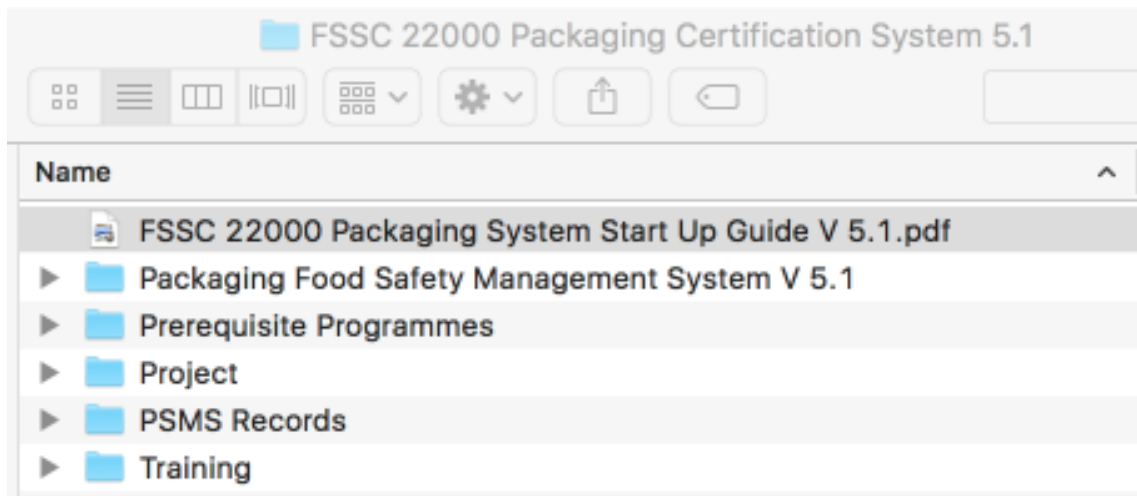 FSSC 22000 Packaging Certification System 5.1
Name
FSSC 22000 Packaging System Start Up Guide V 5.1.pdf
Packaging Food Safety Management System V 5.1
Prerequisite Programmes
Project
PSMS Records
Training